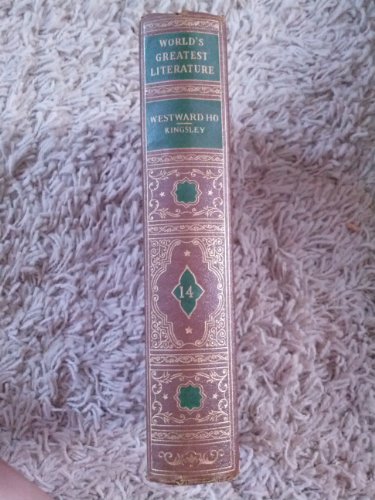 WORLD'S
GREATEST
LITERATURE
WESTWARD HO
KINGSLEY
14